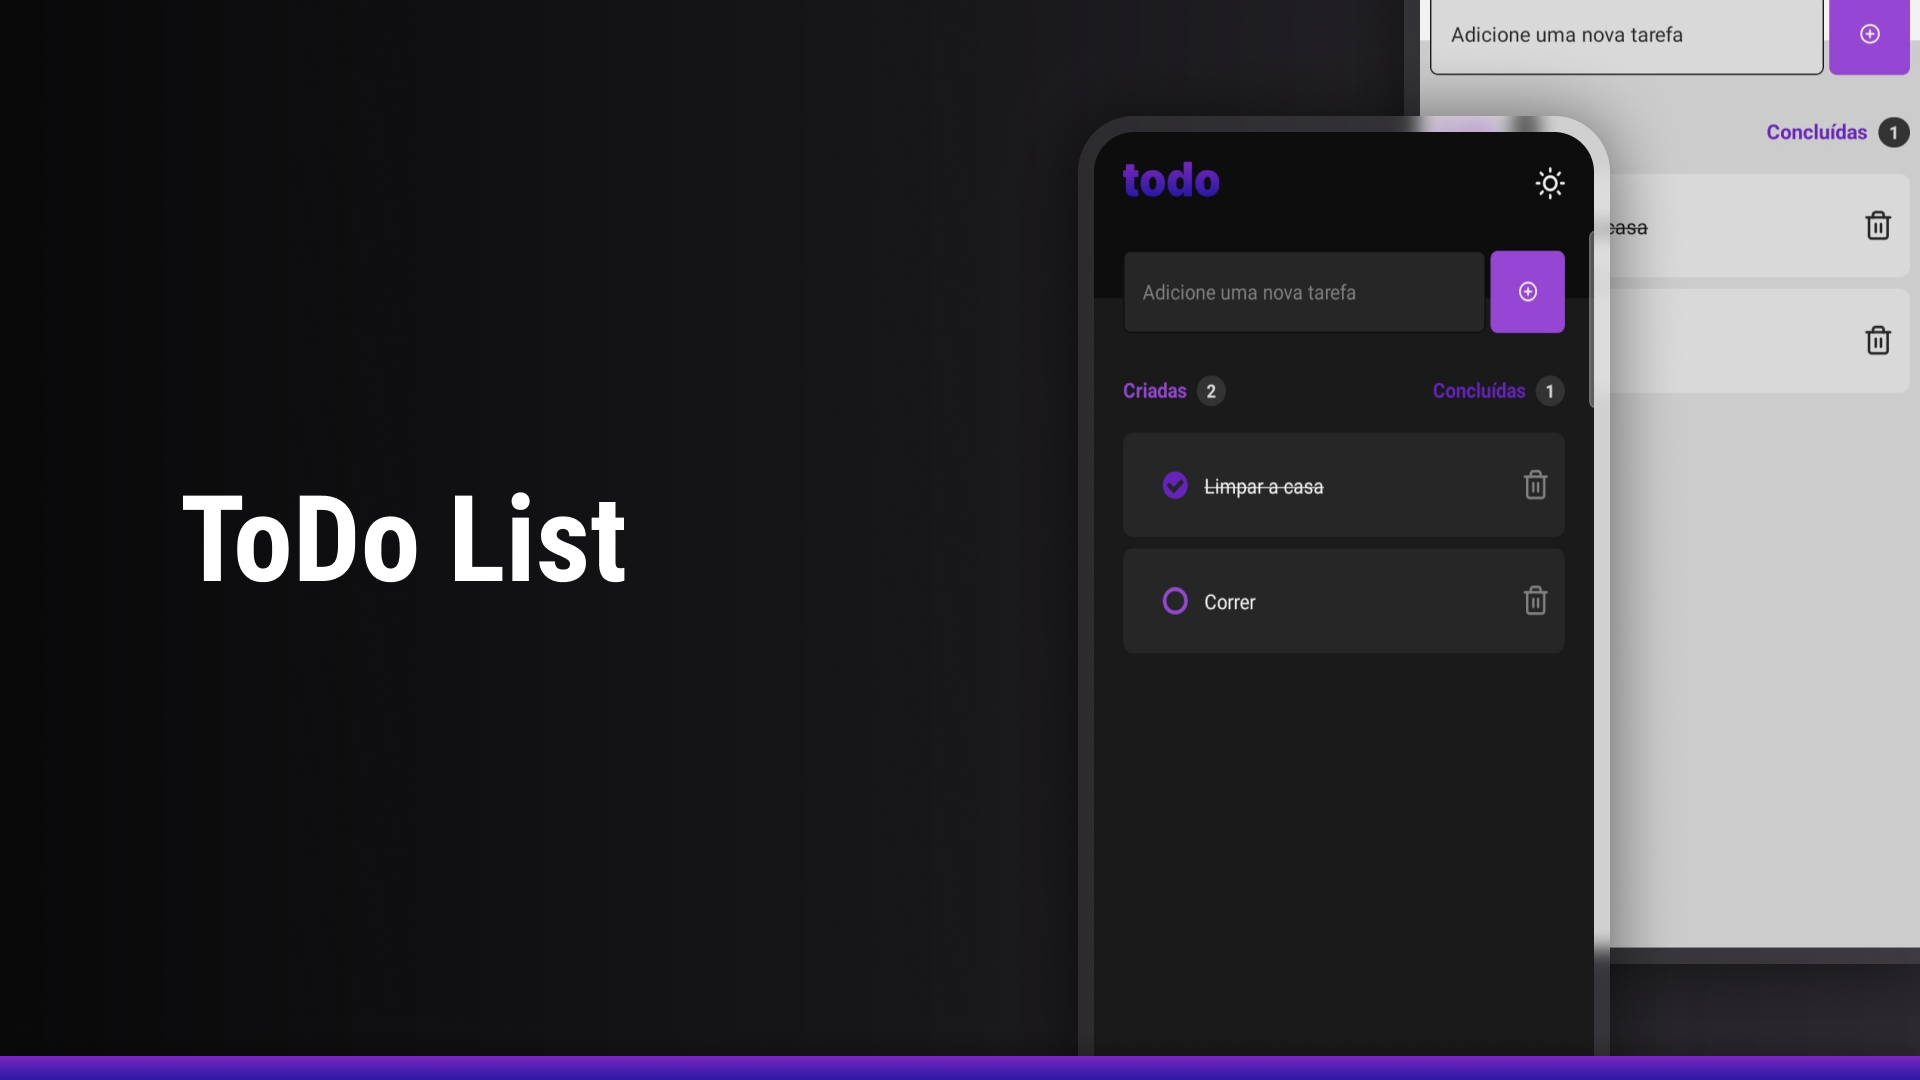 ToDo List
todo
Adicione uma nova tarefa
Criadas 2
Concluídas 1
Limpar a casa
Correr
Adicione uma nova tarefa
Concluídas 1
casa